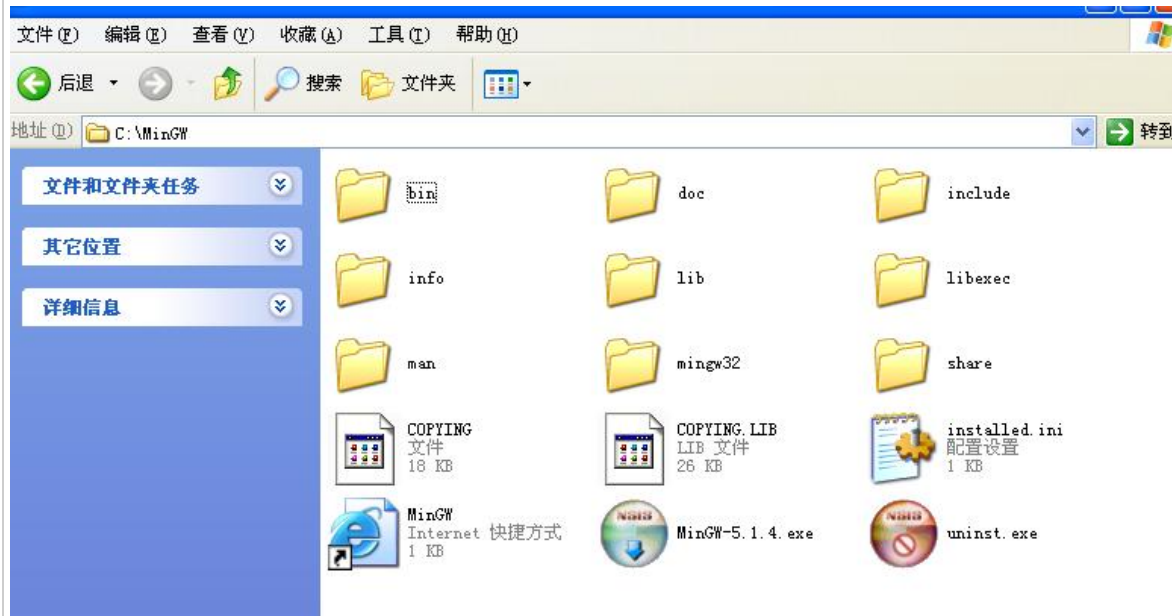 文件(F) 编辑(E) 查看(V) 收藏(A) 工具(T) 帮助(H)
后退 搜索 文件夹
地址(D) C:\MinGW 转到
文件和文件夹任务
其它位置
详细信息
bin doc include
info lib libexec
man mingw32 share
COPYING
文件
18 KB
COPYING.LIB
LIB 文件
26 KB
installed.ini
配置设置
1 KB
MinGW
Internet 快捷方式
1 KB
NSIS
MinGW-5.1.4.exe
NSIS
uninst.exe